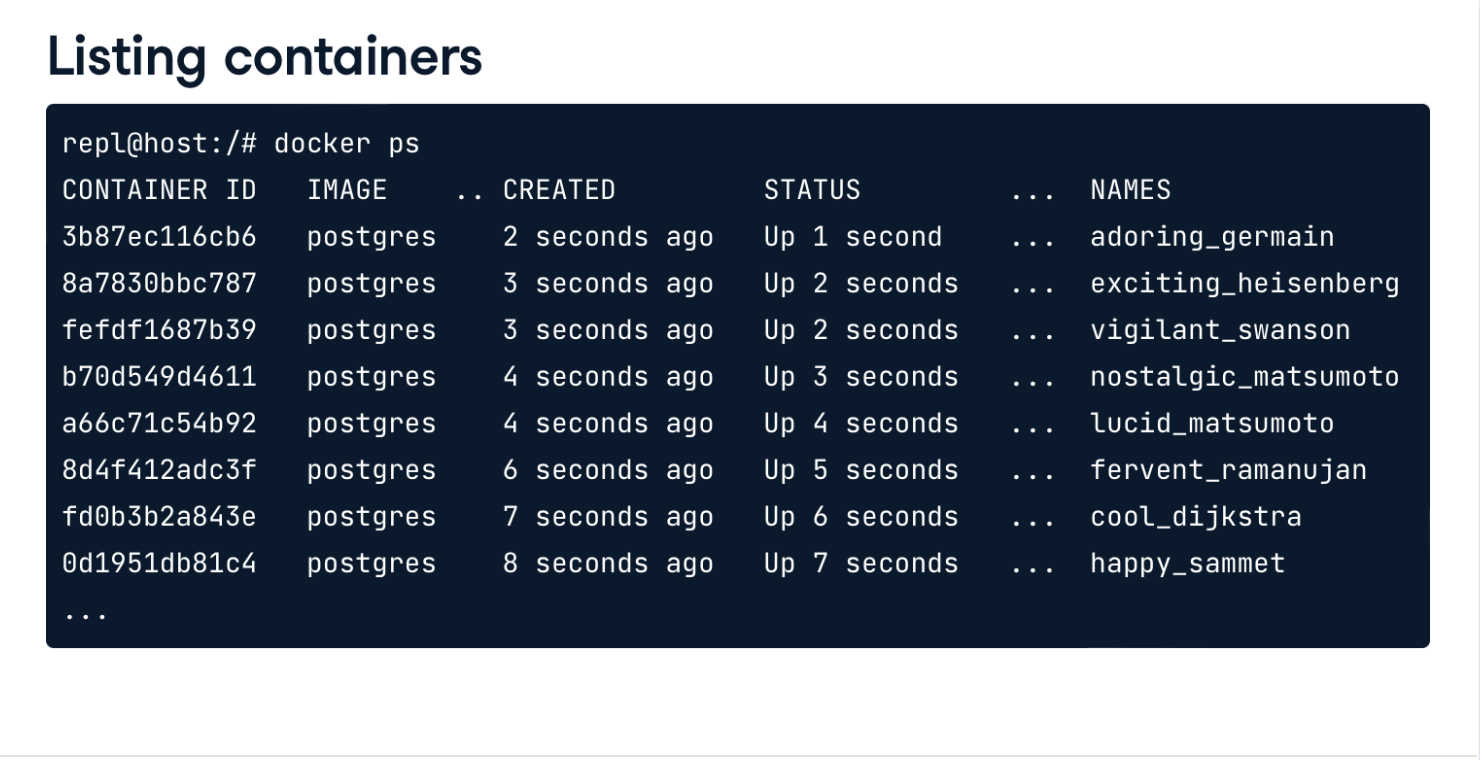 Listing containers
repl@host:/# docker ps
CONTAINER ID   IMAGE    .. CREATED         STATUS         ...  NAMES
3b87ec116cb6   postgres    2 seconds ago   Up 1 second    ...  adoring_germain
8a7830bbc787   postgres    3 seconds ago   Up 2 seconds   ...  exciting_heisenberg
fefdf1687b39   postgres    3 seconds ago   Up 2 seconds   ...  vigilant_swanson
b70d549d4611   postgres    4 seconds ago   Up 3 seconds   ...  nostalgic_matsumoto
a66c71c54b92   postgres    4 seconds ago   Up 4 seconds   ...  lucid_matsumoto
8d4f412adc3f   postgres    6 seconds ago   Up 5 seconds   ...  fervent_ramanujan
fd0b3b2a843e   postgres    7 seconds ago   Up 6 seconds   ...  cool_dijkstra
0d1951db81c4   postgres    8 seconds ago   Up 7 seconds   ...  happy_sammet
...